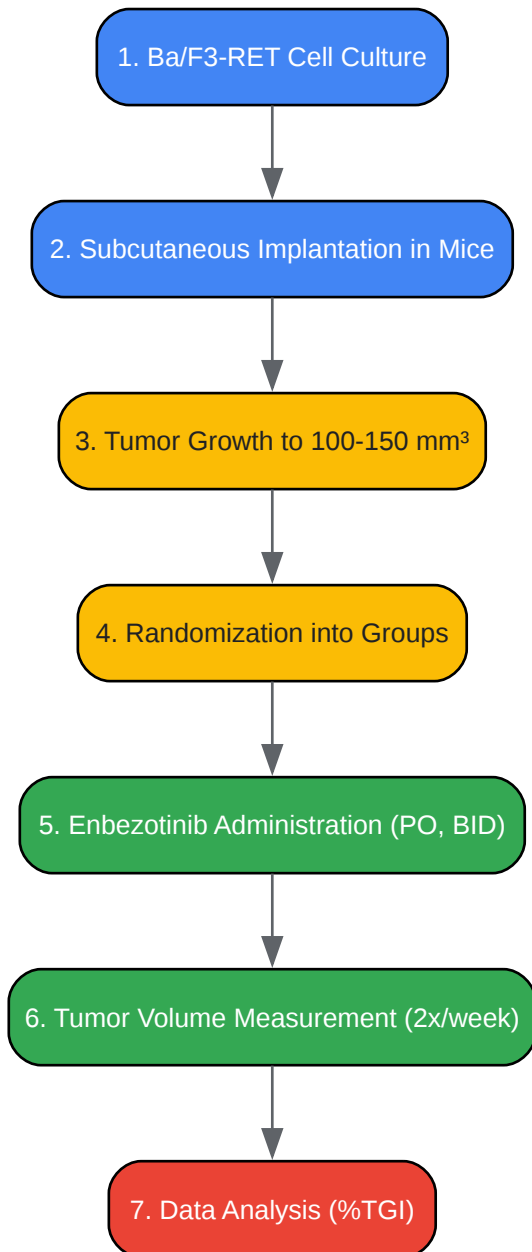 1. Ba/F3-RET Cell Culture
2. Subcutaneous Implantation in Mice
3. Tumor Growth to 100-150 mm³
4. Randomization into Groups
5. Enbezotinib Administration (PO, BID)
6. Tumor Volume Measurement (2x/week)
7. Data Analysis (%TGI)